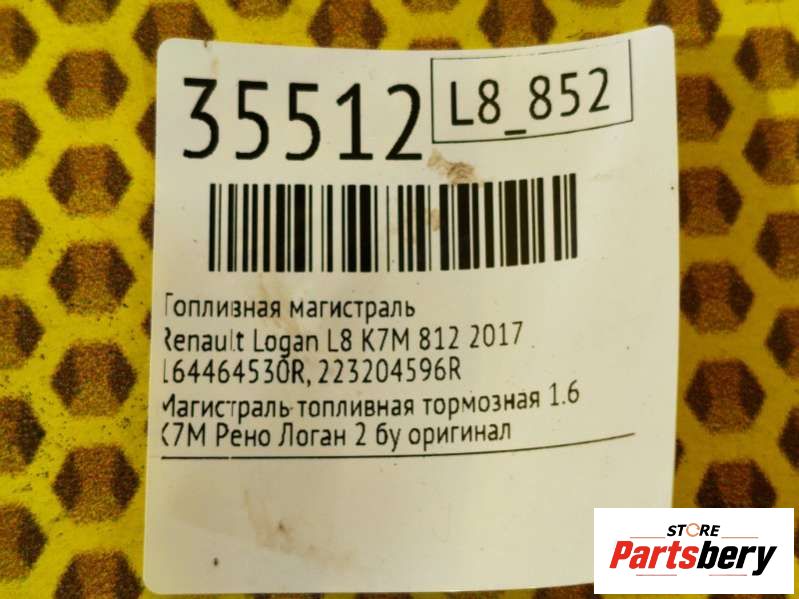 35512
L8_852
Топливная магистраль
Renault Logan L8 K7M 812 2017
164464530R, 223204596R
Магистраль топливная тормозная 1.6
K7M Рено Логан 2 бу оригинал
STORE
Partsbery